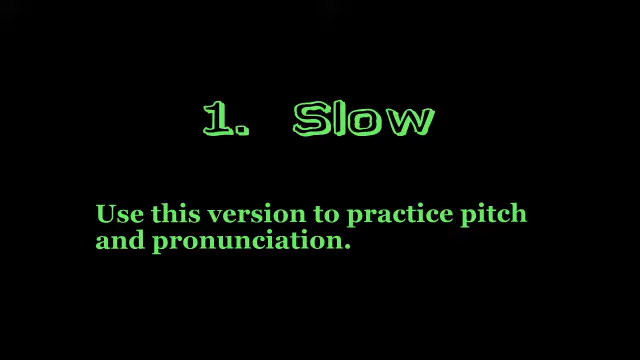 1. Slow
Use this version to practice pitch
and pronunciation.